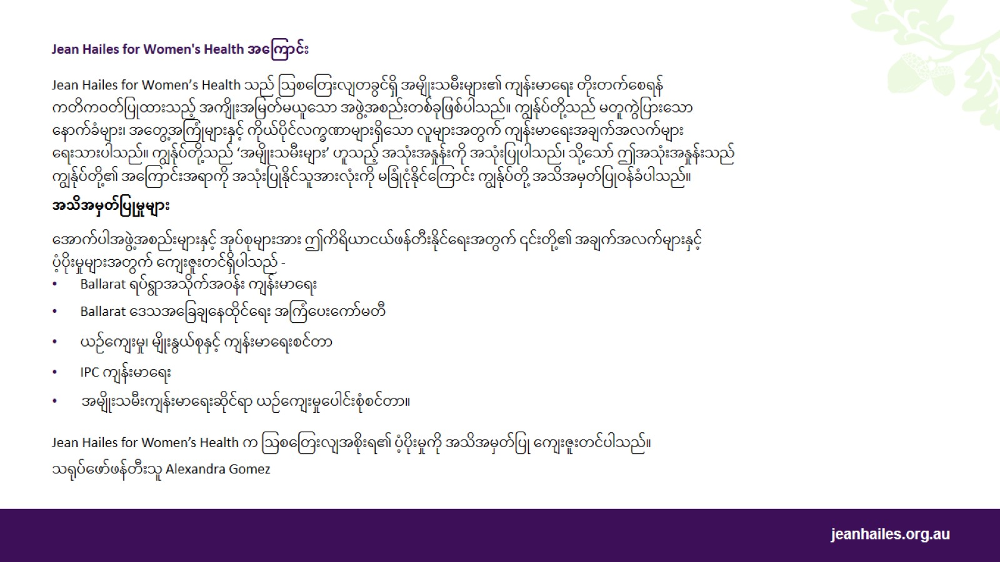 Jean Hailes for Women's Health အကြောင်း
Jean Hailes for Women’s Health သည် ဩစတြေးလျတခွင်ရှိ အမျိုးသမီးများ၏ ကျန်းမာရေး တိုးတက်စေရန်
ကတိကဝတ်ပြုထားသည့် အကျိုးအမြတ်မယူသော အဖွဲ့အစည်းတစ်ခုဖြစ်ပါသည်။ ကျွန်ုပ်တို့သည် မတူကွဲပြားသော
နောက်ခံများ၊ အတွေ့အကြုံများနှင့် ကိုယ်ပိုင်လက္ခဏာများရှိသော လူများအတွက် ကျန်းမာရေးအချက်အလက်များ
ရေးသားပါသည်။ ကျွန်ုပ်တို့သည် ‘အမျိုးသမီးများ’ ဟူသည့် အသုံးအနှုန်းကို အသုံးပြုပါသည်၊ သို့သော် ဤအသုံးအနှုန်းသည်
ကျွန်ုပ်တို့၏ အကြောင်းအရာကို အသုံးပြုနိုင်သူအားလုံးကို မခြုံငုံနိုင်ကြောင်း ကျွန်ုပ်တို့ အသိအမှတ်ပြုဝန်ခံပါသည်။
အသိအမှတ်ပြုမှုများ
အောက်ပါအဖွဲ့အစည်းများနှင့် အုပ်စုများအား ဤကိရိယာငယ်ဖန်တီးနိုင်ရေးအတွက် ၎င်းတို့၏ အချက်အလက်များနှင့်
ပံ့ပိုးမှုများအတွက် ကျေးဇူးတင်ရှိပါသည် -
• Ballarat ရပ်ရွာအသိုက်အဝန်း ကျန်းမာရေး
• Ballarat ဒေသအခြေချနေထိုင်ရေး အကြံပေးကော်မတီ
• ယဉ်ကျေးမှု၊ မျိုးနွယ်စုနှင့် ကျန်းမာရေးစင်တာ
• IPC ကျန်းမာရေး
• အမျိုးသမီးကျန်းမာရေးဆိုင်ရာ ယဉ်ကျေးမှုပေါင်းစုံစင်တာ။
Jean Hailes for Women’s Health က ဩစတြေးလျအစိုးရ၏ ပံ့ပိုးမှုကို အသိအမှတ်ပြု ကျေးဇူးတင်ပါသည်။
သရုပ်ဖော်ဖန်တီးသူ Alexandra Gomez
jeanhailes.org.au